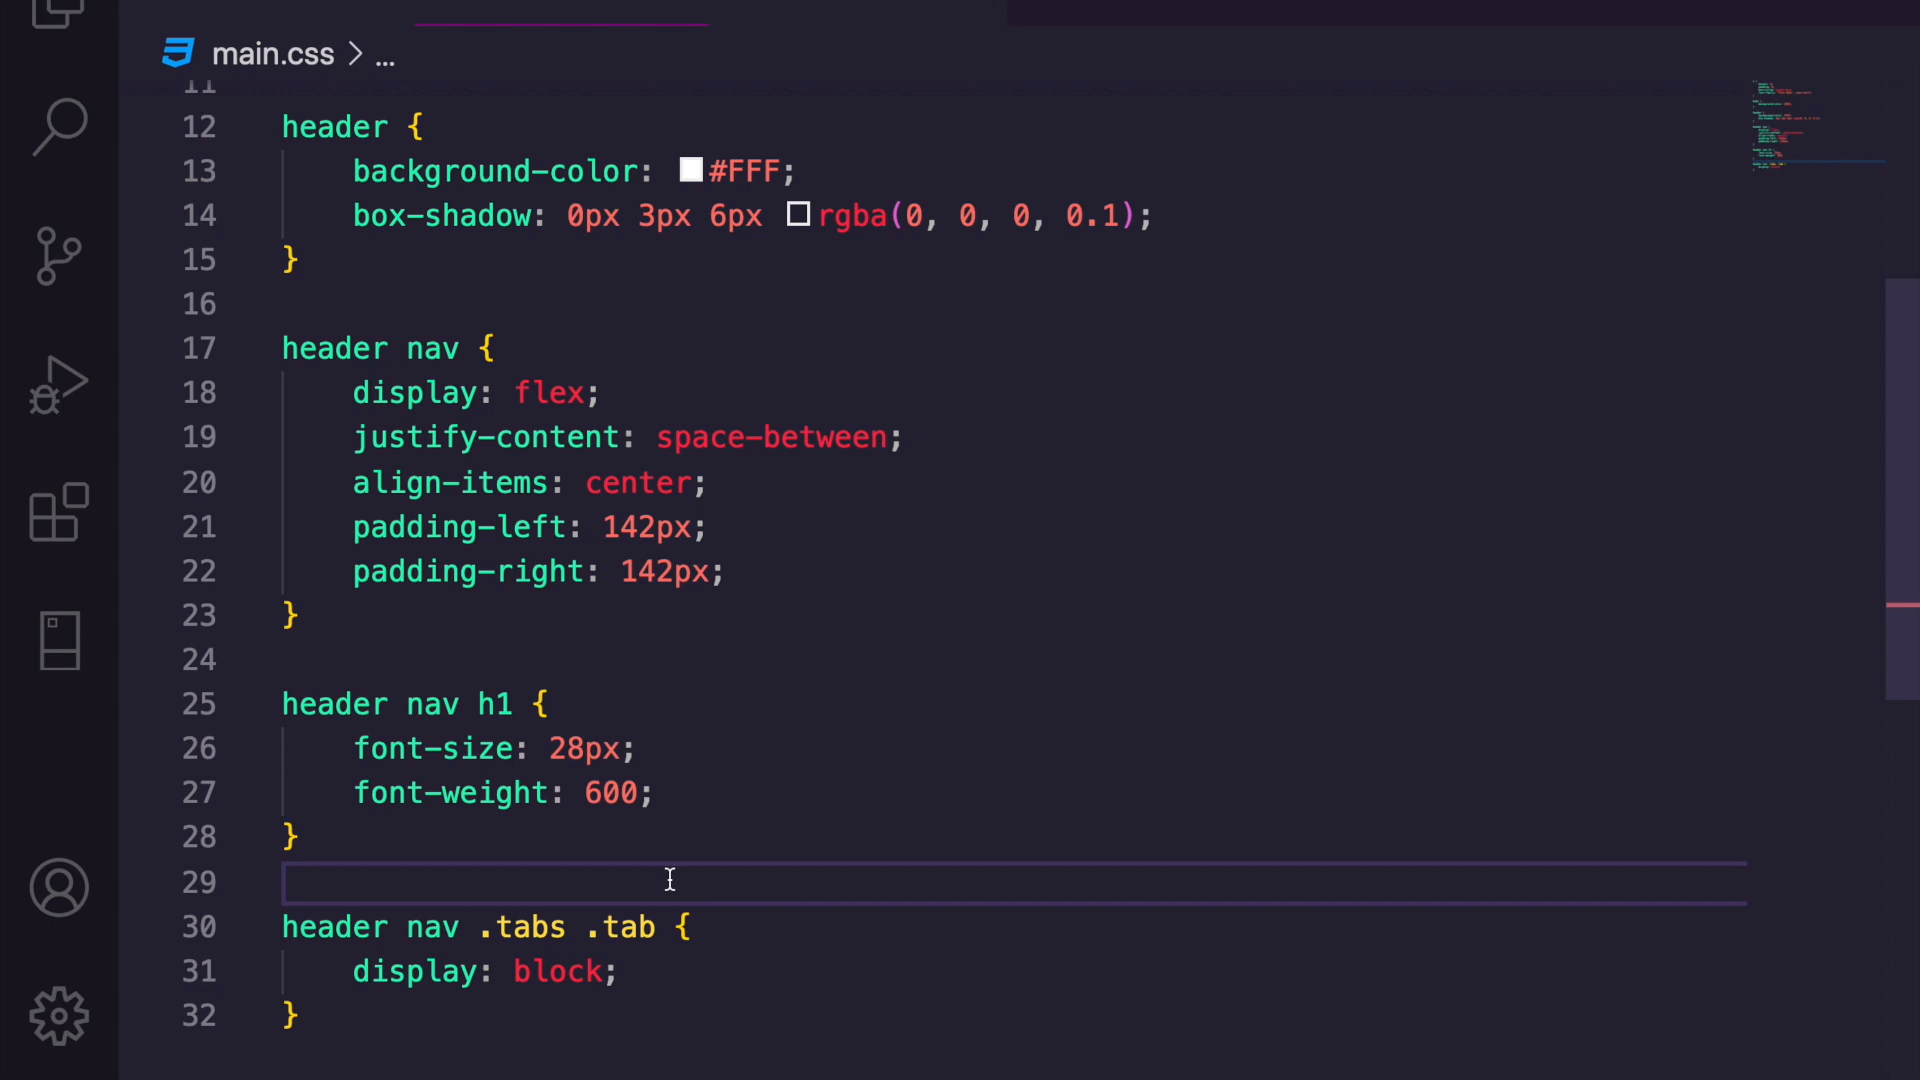 main.css > ...
11
12 header {
13 background-color: #FFF;
14 box-shadow: 0px 3px 6px rgba(0, 0, 0, 0.1);
15 }
16
17 header nav {
18 display: flex;
19 justify-content: space-between;
20 align-items: center;
21 padding-left: 142px;
22 padding-right: 142px;
23 }
24
25 header nav h1 {
26 font-size: 28px;
27 font-weight: 600;
28 }
29
30 header nav .tabs .tab {
31 display: block;
32 }